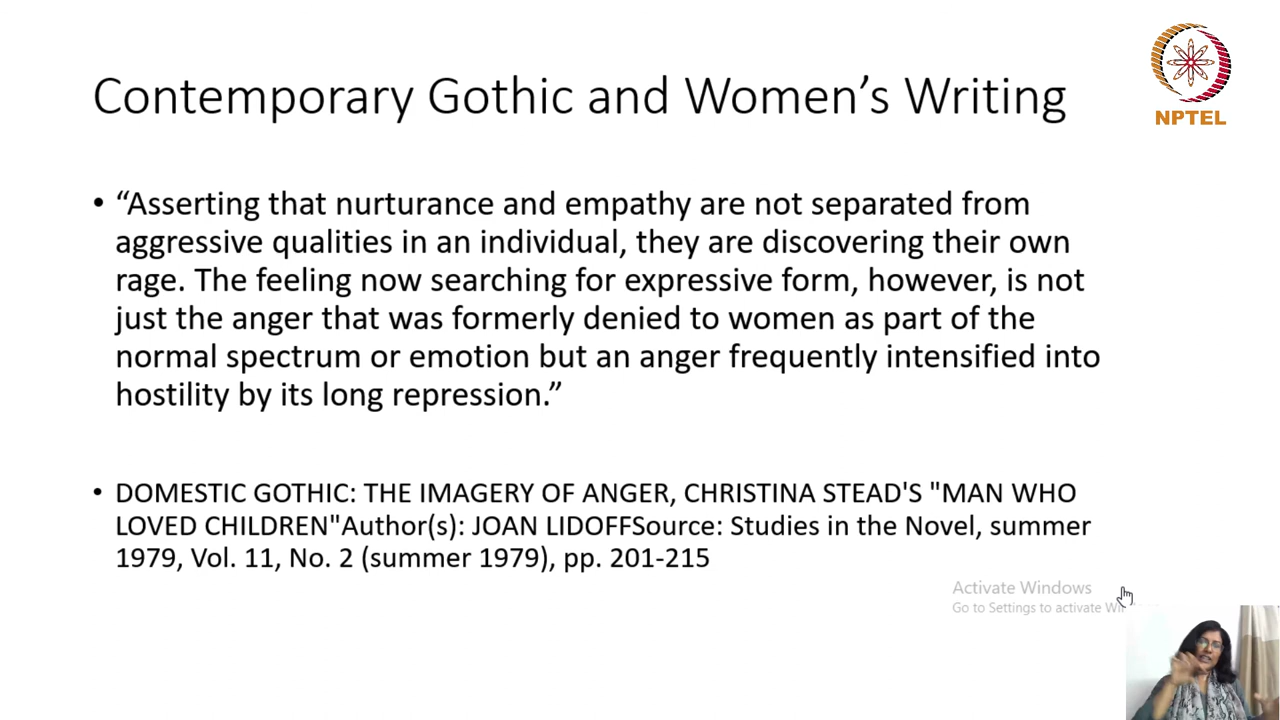 Contemporary Gothic and Women’s Writing
NPTEL
• “Asserting that nurturance and empathy are not separated from
aggressive qualities in an individual, they are discovering their own
rage. The feeling now searching for expressive form, however, is not
just the anger that was formerly denied to women as part of the
normal spectrum or emotion but an anger frequently intensified into
hostility by its long repression.”
• DOMESTIC GOTHIC: THE IMAGERY OF ANGER, CHRISTINA STEAD'S "MAN WHO
LOVED CHILDREN"Author(s): JOAN LIDOFFSource: Studies in the Novel, summer
1979, Vol. 11, No. 2 (summer 1979), pp. 201-215
Activate Windows
Go to Settings to activate